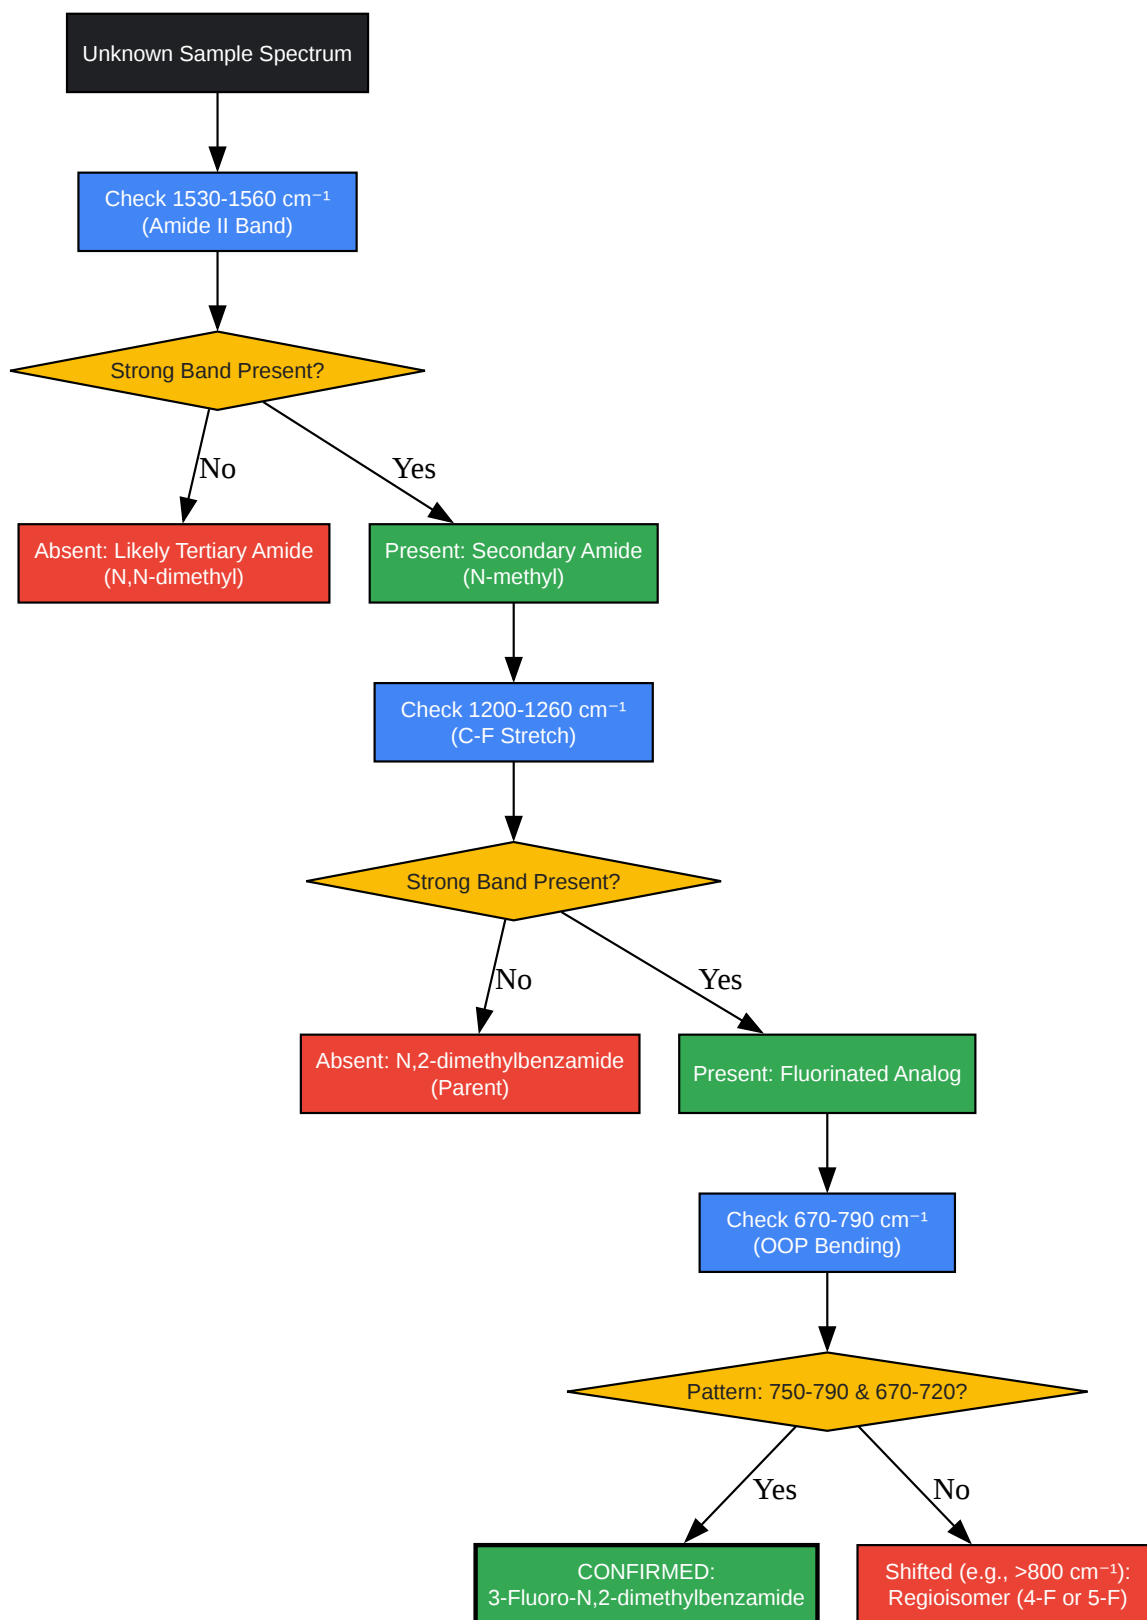 Unknown Sample Spectrum
Check 1530-1560 cm⁻¹
(Amide II Band)
Strong Band Present?
No
Yes
Absent: Likely Tertiary Amide
(N,N-dimethyl)
Present: Secondary Amide
(N-methyl)
Check 1200-1260 cm⁻¹
(C-F Stretch)
Strong Band Present?
No
Yes
Absent: N,2-dimethylbenzamide
(Parent)
Present: Fluorinated Analog
Check 670-790 cm⁻¹
(OOP Bending)
Pattern: 750-790 & 670-720?
Yes
No
CONFIRMED:
3-Fluoro-N,2-dimethylbenzamide
Shifted (e.g., >800 cm⁻¹):
Regioisomer (4-F or 5-F)